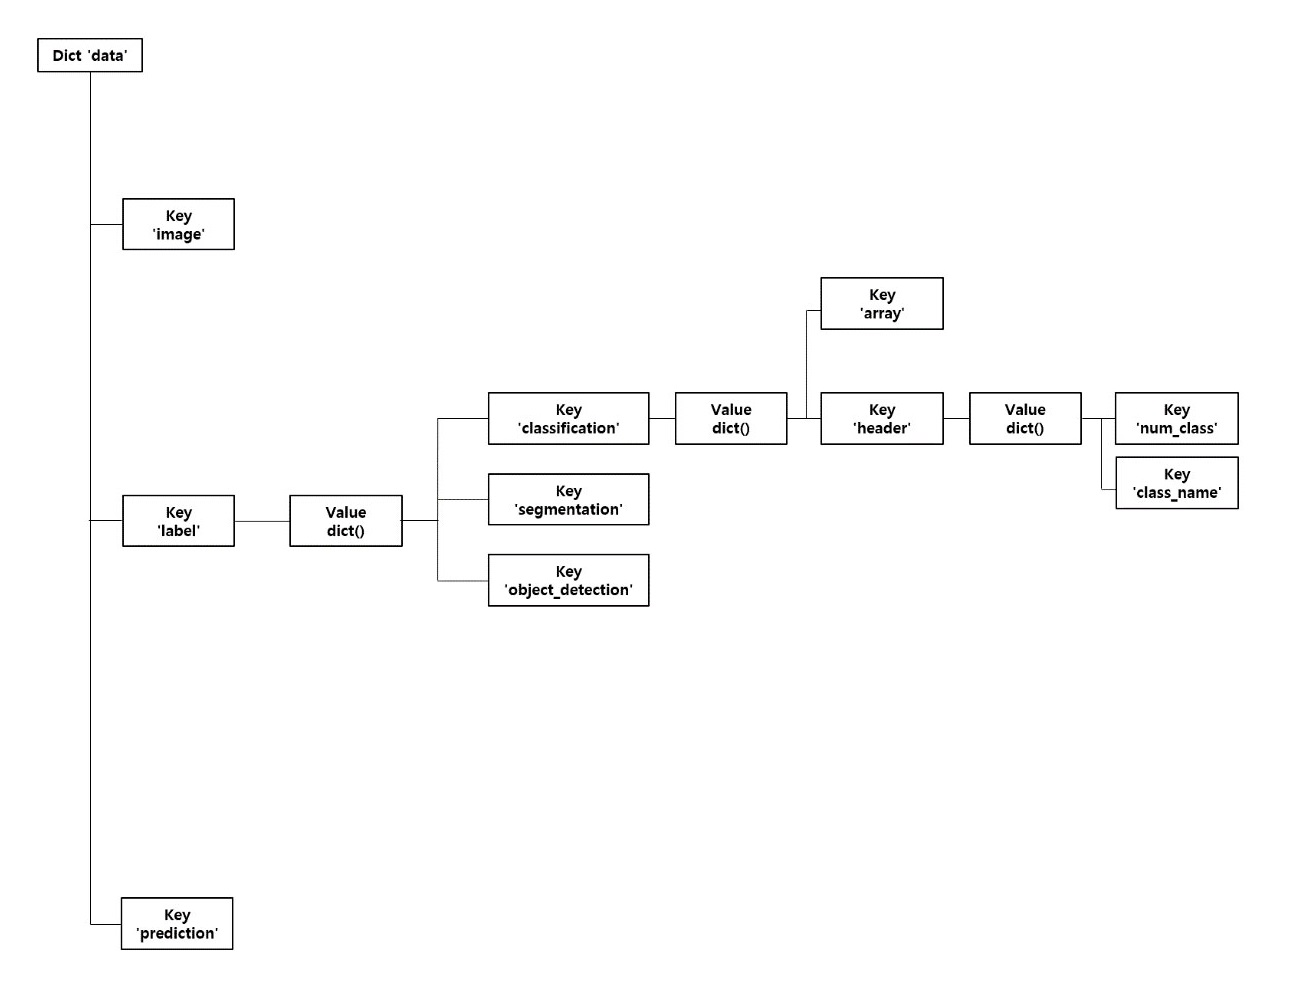 Dict 'data'
Key
'image'
Key
'array'
Key
'classification'
Value
dict()
Key
'header'
Value
dict()
Key
'num_class'
Key
'class_name'
Key
'segmentation'
Key
'label'
Value
dict()
Key
'object_detection'
Key
'prediction'